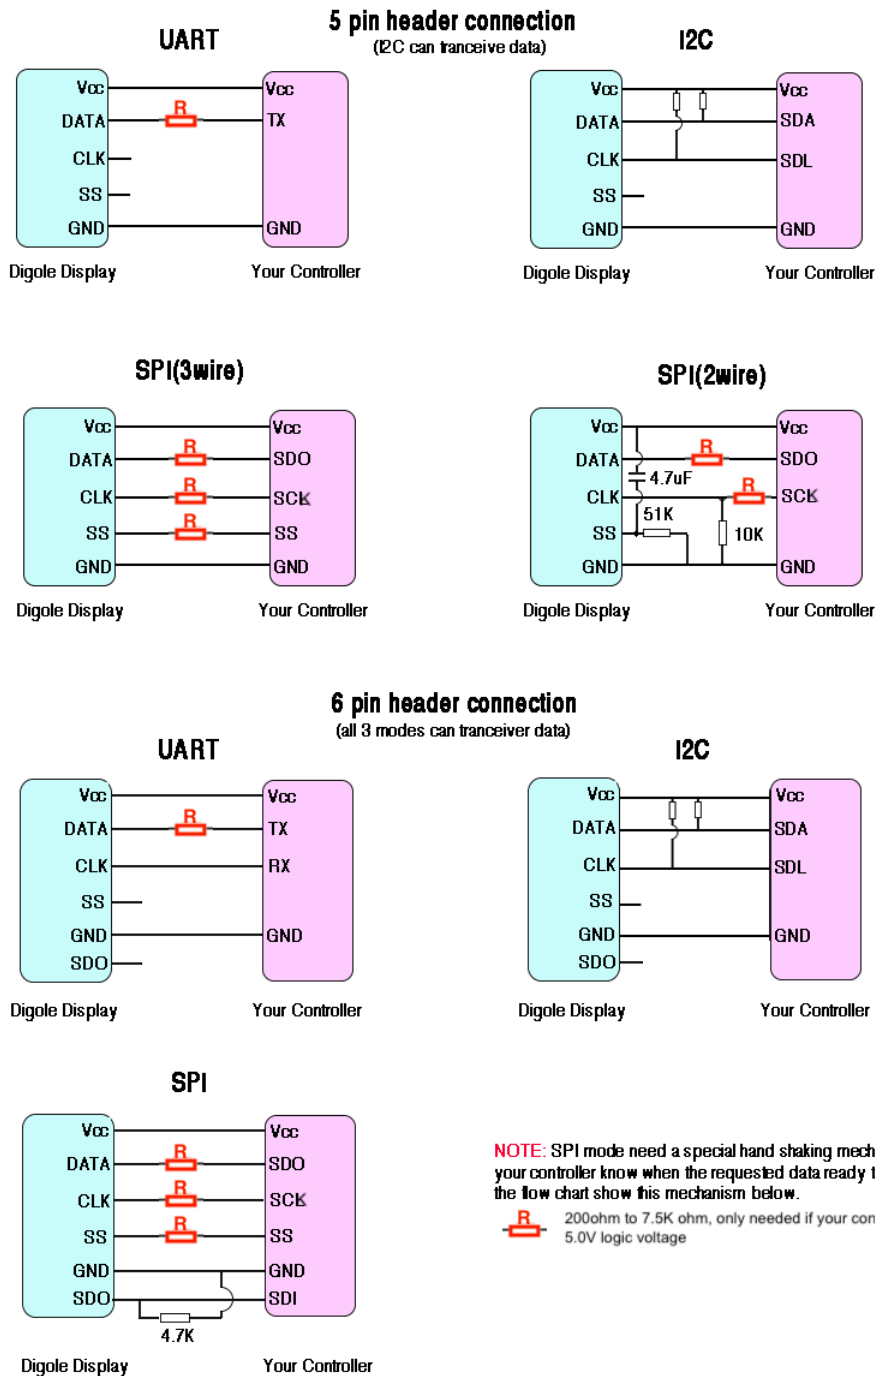 5 pin header connection
(I2C can tranceive data)
UART
Vcc
Vcc
R
DATA
TX
CLK
SS
GND
GND
Digole Display
Your Controller
I2C
Vcc
Vcc
DATA
SDA
CLK
SDL
SS
GND
GND
Digole Display
Your Controller
SPI(3wire)
Vcc
Vcc
R
DATA
SDO
R
CLK
SCK
R
SS
SS
GND
GND
Digole Display
Your Controller
SPI(2wire)
Vcc
Vcc
R
DATA
SDO
4.7uF
R
CLK
SCK
51K
SS
10K
GND
GND
Digole Display
Your Controller
6 pin header connection
(all 3 modes can tranceiver data)
UART
Vcc
Vcc
R
DATA
TX
CLK
RX
SS
GND
GND
SDO
Digole Display
Your Controller
I2C
Vcc
Vcc
DATA
SDA
CLK
SDL
SS
GND
GND
SDO
Digole Display
Your Controller
SPI
Vcc
Vcc
R
DATA
SDO
R
CLK
SCK
R
SS
SS
GND
GND
SDO
SDI
4.7K
Digole Display
Your Controller
NOTE: SPI mode need a special hand shaking mech
your controller know when the requested data ready t
the flow chart show this mechanism below.
R
200ohm to 7.5K ohm, only needed if your con
5.0V logic voltage